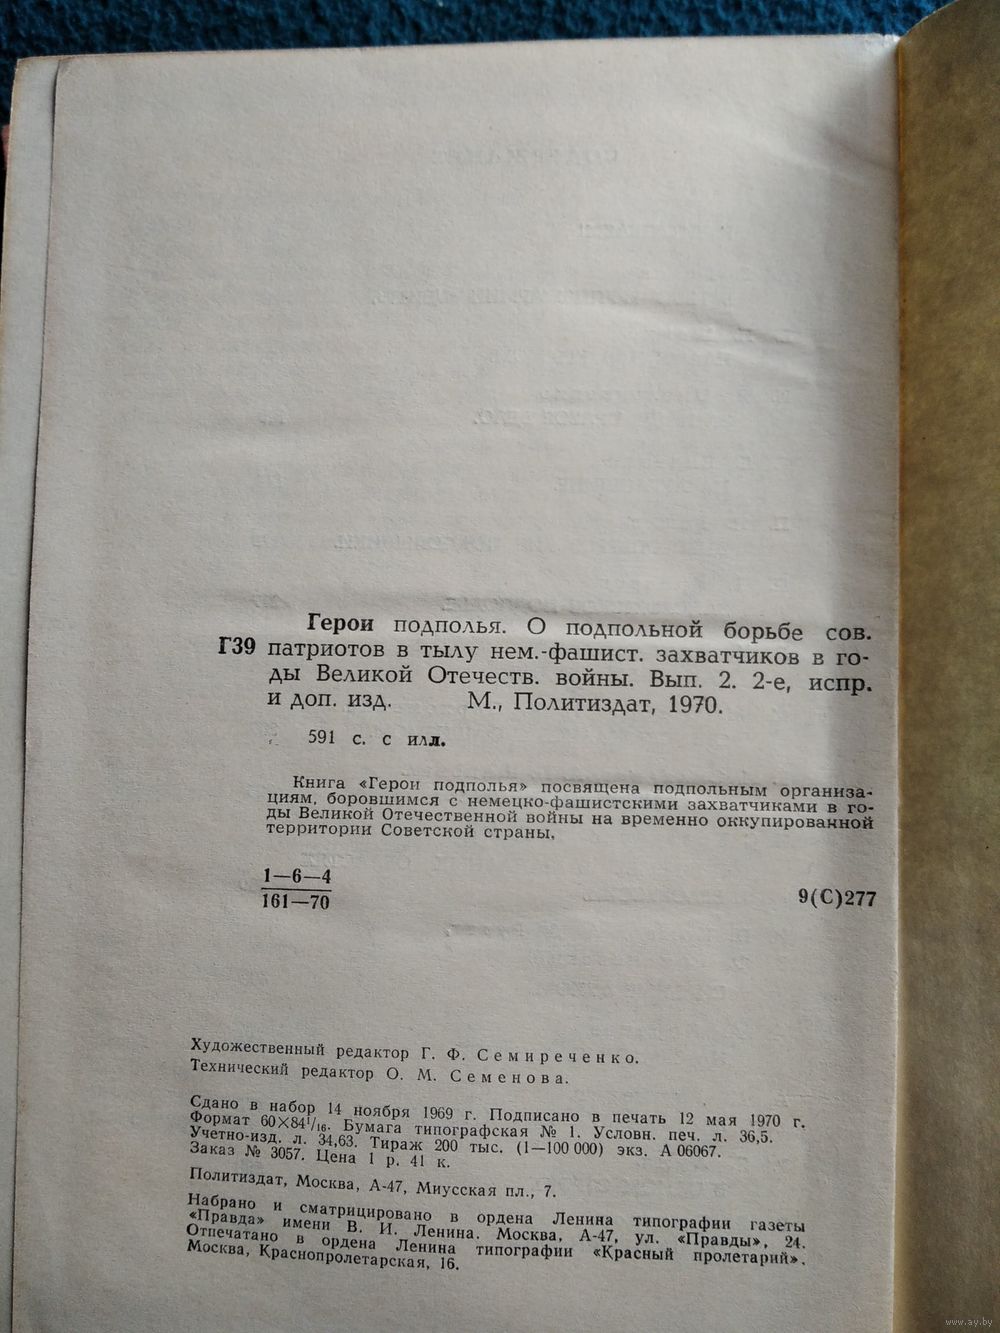 Герои подполья. О подпольной борьбе сов.
Г39 патриотов в тылу нем.-фашист. захватчиков в го-
ды Великой Отечеств. войны. Вып. 2. 2-е, испр.
и доп. изд. М., Политиздат, 1970.
591 с. с илл.
Книга «Герои подполья» посвящена подпольным организа-
циям, боровшимся с немецко-фашистскими захватчиками в го-
ды Великой Отечественной войны на временно оккупированной
территории Советской страны,
1—6—4
161—70
9(С)277
Художественный редактор Г. Ф. Семиреченко.
Технический редактор О. М. Семенова.
Сдано в набор 14 ноября 1969 г. Подписано в печать 12 мая 1970 г.
Формат 60×84¹/₁₆. Бумага типографская № 1. Условн. печ. л. 36,5.
Учетно-изд. л. 34,63. Тираж 200 тыс. (1—100 000) экз. А 06067.
Заказ № 3057. Цена 1 р. 41 к.
Политиздат, Москва, А-47, Миусская пл., 7.
Набрано и сматрицировано в ордена Ленина типографии газеты
«Правда» имени В. И. Ленина. Москва, А-47, ул. «Правды», 24.
Отпечатано в ордена Ленина типографии «Красный пролетарий».
Москва, Краснопролетарская, 16.
www.ay.by